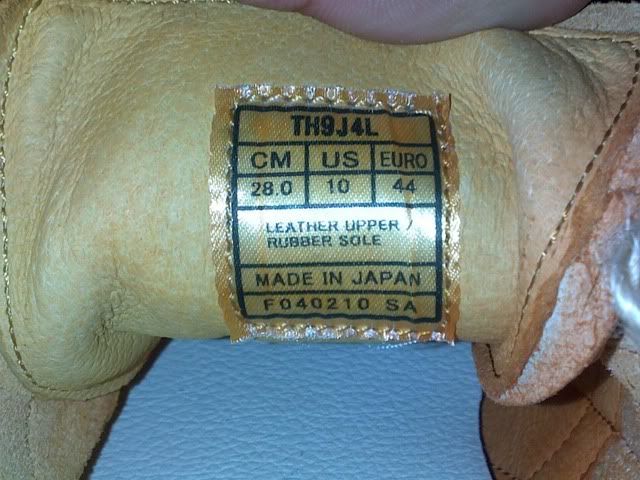 TH9J4L
CM US EURO
28.0 10 44
LEATHER UPPER /
RUBBER SOLE
MADE IN JAPAN
F040210 SA